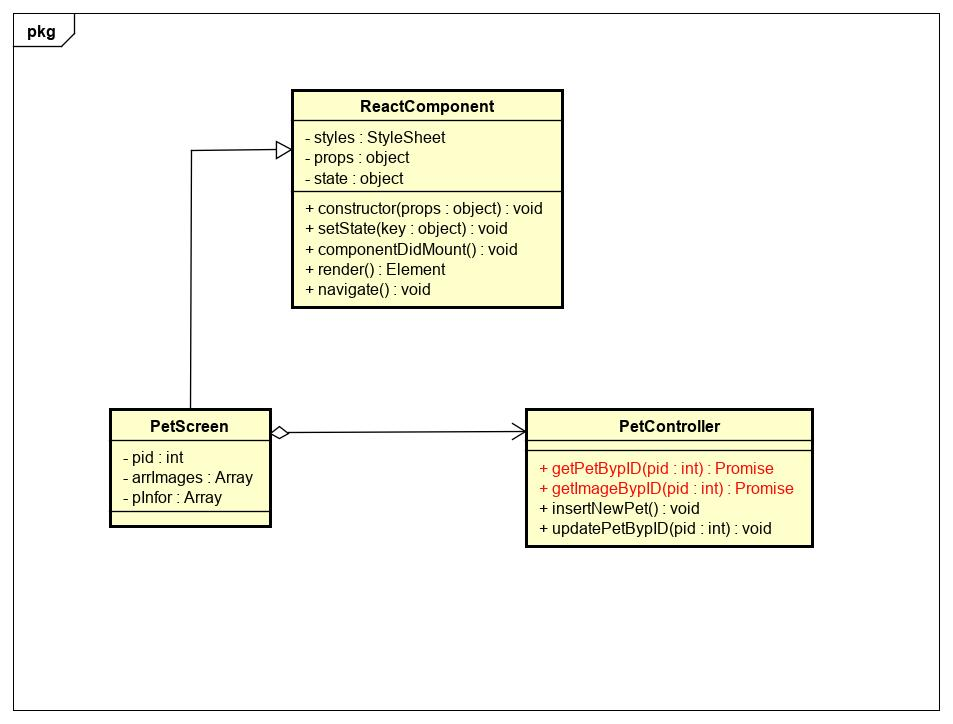 pkg
ReactComponent
- styles : StyleSheet
- props : object
- state : object
+ constructor(props : object) : void
+ setState(key : object) : void
+ componentDidMount() : void
+ render() : Element
+ navigate() : void
PetScreen
- pid : int
- arrImages : Array
- pInfor : Array
PetController
+ getPetBypID(pid : int) : Promise
+ getImageBypID(pid : int) : Promise
+ insertNewPet() : void
+ updatePetBypID(pid : int) : void